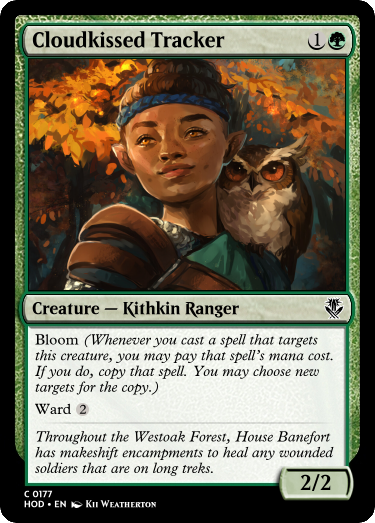 Cloudkissed Tracker 1
Creature — Kithkin Ranger
Bloom (Whenever you cast a spell that targets
this creature, you may pay that spell's mana cost.
If you do, copy that spell. You may choose new
targets for the copy.)
Ward 2
Throughout the Westoak Forest, House Banefort
has makeshift encampments to heal any wounded
soldiers that are on long treks.
2/2
C 0177
HOD • EN Kii Weatherton